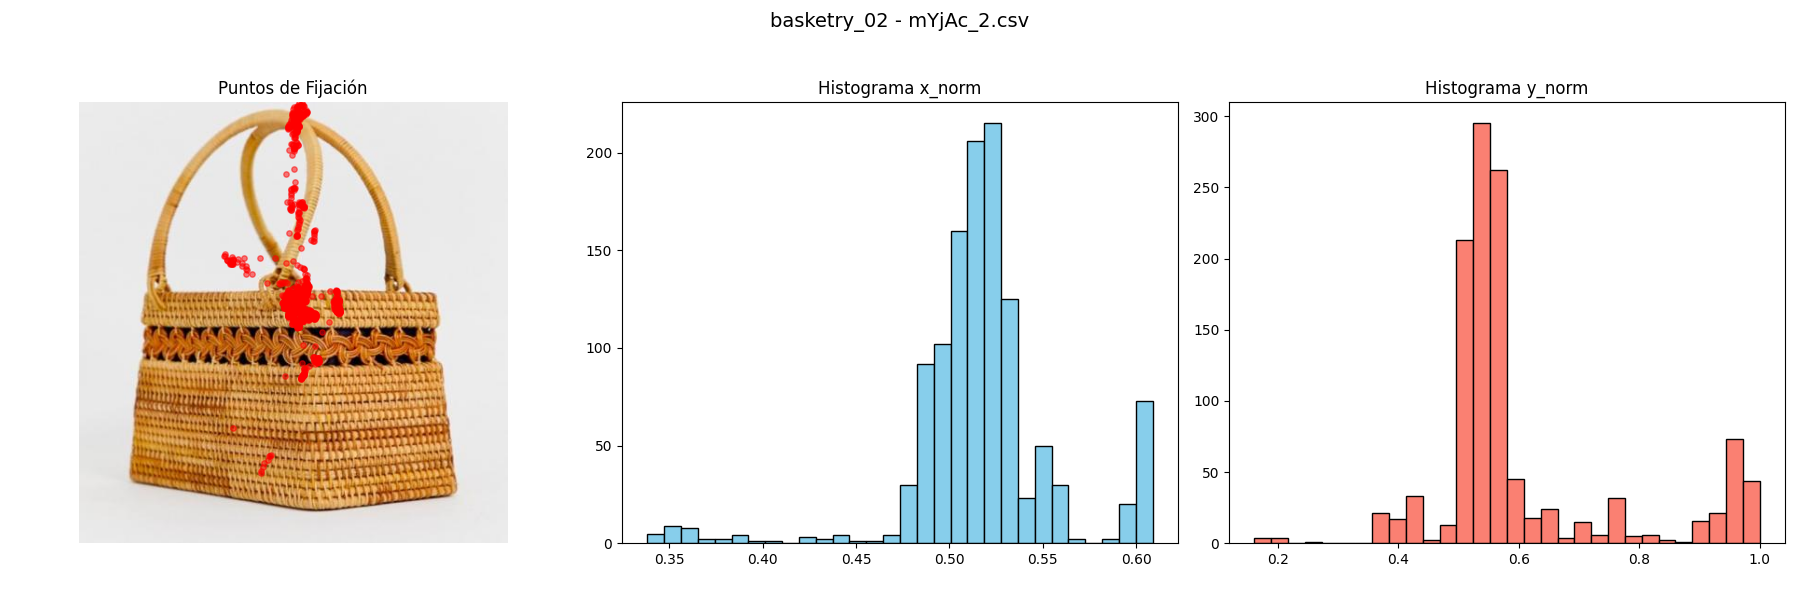 basketry_02 - mYjAc_2.csv
Puntos de Fijación
Histograma x_norm
Histograma y_norm
200
150
100
50
0
0.35 0.40 0.45 0.50 0.55 0.60
300
250
200
150
100
50
0
0.2 0.4 0.6 0.8 1.0